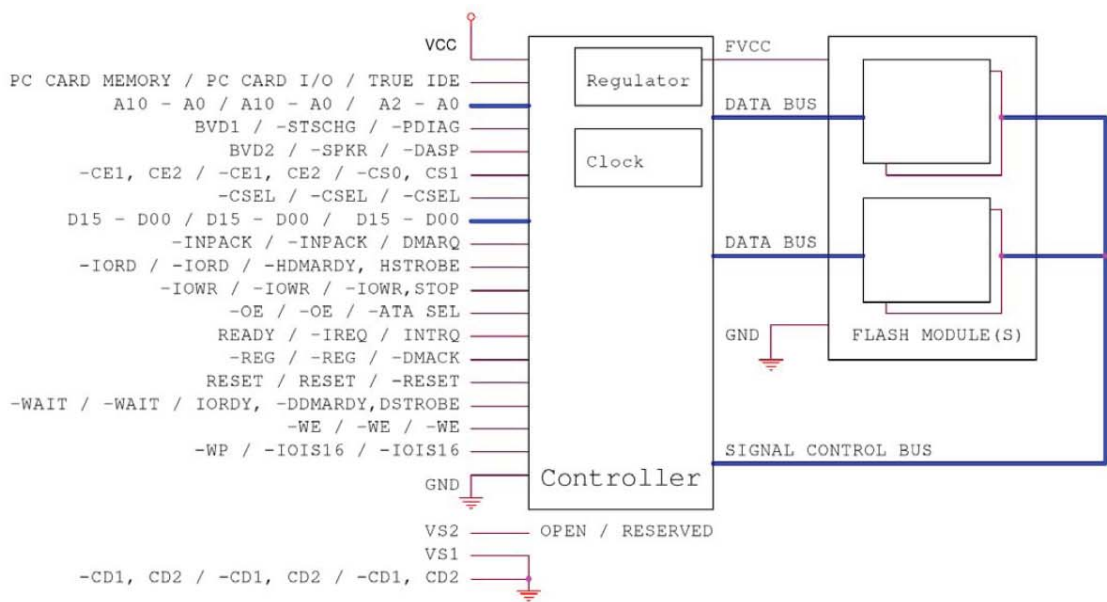 VCC
PC CARD MEMORY / PC CARD I/O / TRUE IDE
A10 - A0 / A10 - A0 / A2 - A0
BVD1 / -STSCHG / -PDIAG
BVD2 / -SPKR / -DASP
-CE1, CE2 / -CE1, CE2 / -CS0, CS1
-CSEL / -CSEL / -CSEL
D15 - D00 / D15 - D00 / D15 - D00
-INPACK / -INPACK / DMARQ
-IORD / -IORD / -HDMARDY, HSTROBE
-IOWR / -IOWR / -IOWR,STOP
-OE / -OE / -ATA SEL
READY / -IREQ / INTRQ
-REG / -REG / -DMACK
RESET / RESET / -RESET
-WAIT / -WAIT / IORDY, -DDMARDY,DSTROBE
-WE / -WE / -WE
-WP / -IOIS16 / -IOIS16
GND
VS2
OPEN / RESERVED
VS1
-CD1, CD2 / -CD1, CD2 / -CD1, CD2
Regulator
Clock
Controller
FVCC
DATA BUS
DATA BUS
GND
FLASH MODULE(S)
SIGNAL CONTROL BUS